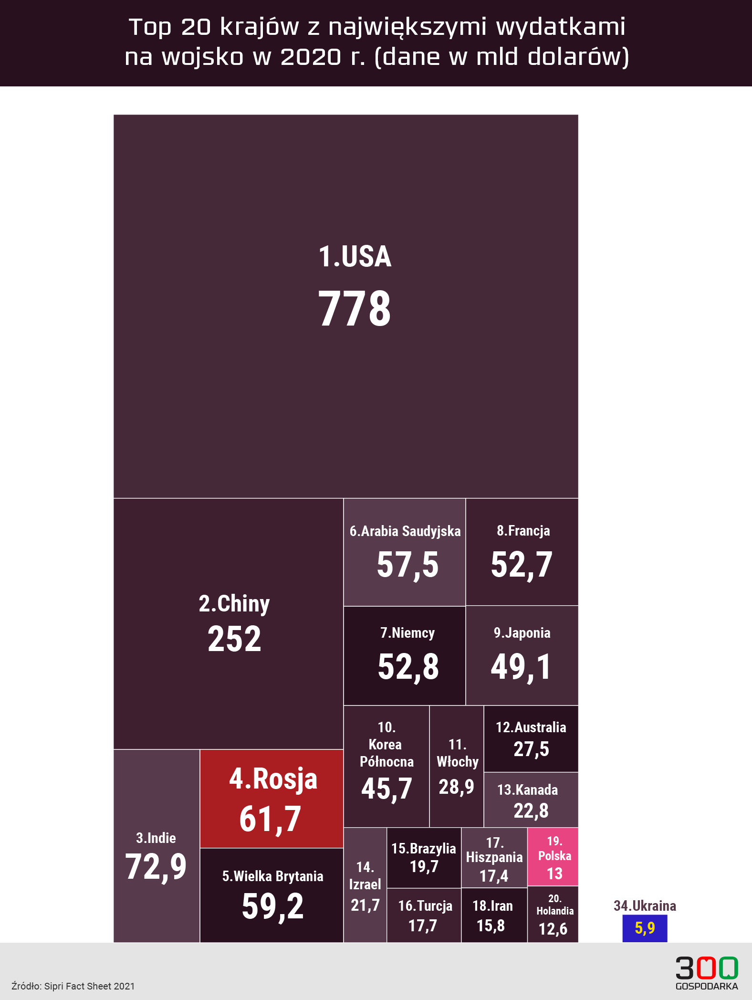 Top 20 krajów z największymi wydatkami
na wojsko w 2020 r. (dane w mld dolarów)
1.USA
778
2.Chiny
252
3.Indie
72,9
4.Rosja
61,7
5.Wielka Brytania
59,2
6.Arabia Saudyjska
57,5
7.Niemcy
52,8
8.Francja
52,7
9.Japonia
49,1
10.
Korea
Północna
45,7
11.
Włochy
28,9
12.Australia
27,5
13.Kanada
22,8
14.
Izrael
21,7
15.Brazylia
19,7
16.Turcja
17,7
17.
Hiszpania
17,4
18.Iran
15,8
19.
Polska
13
20.
Holandia
12,6
34.Ukraina
5,9
Źródło: Sipri Fact Sheet 2021
300
GOSPODARKA